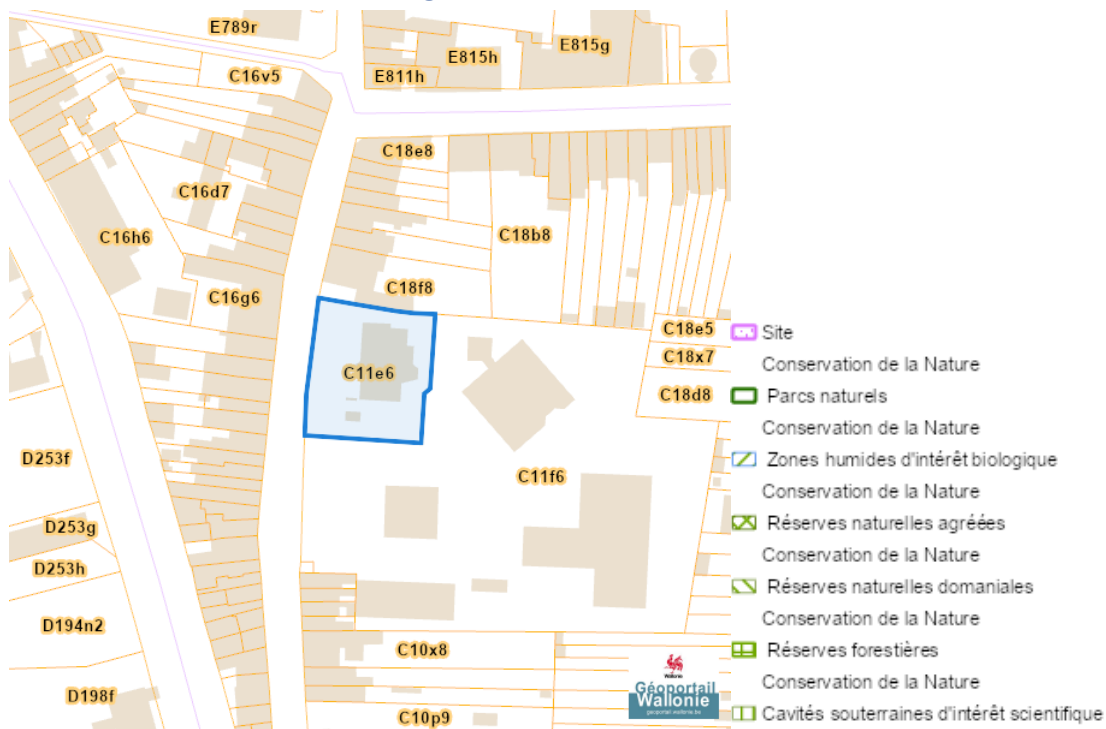 E789r
E815g
E815h
C16v5
E811h
C18e8
C16d7
C16h6
C18b8
C18f8
C16g6
C18e5
C18x7
C11e6
C18d8
D253f
C11f6
D253g
D253h
D194n2
C10x8
D198f
C10p9
Wallonie
Géoportail
Wallonie
geoportail.wallonie.be
Site
Conservation de la Nature
Parcs naturels
Conservation de la Nature
Zones humides d'intérêt biologique
Conservation de la Nature
Réserves naturelles agréées
Conservation de la Nature
Réserves naturelles domaniales
Conservation de la Nature
Réserves forestières
Conservation de la Nature
Cavités souterraines d'intérêt scientifique